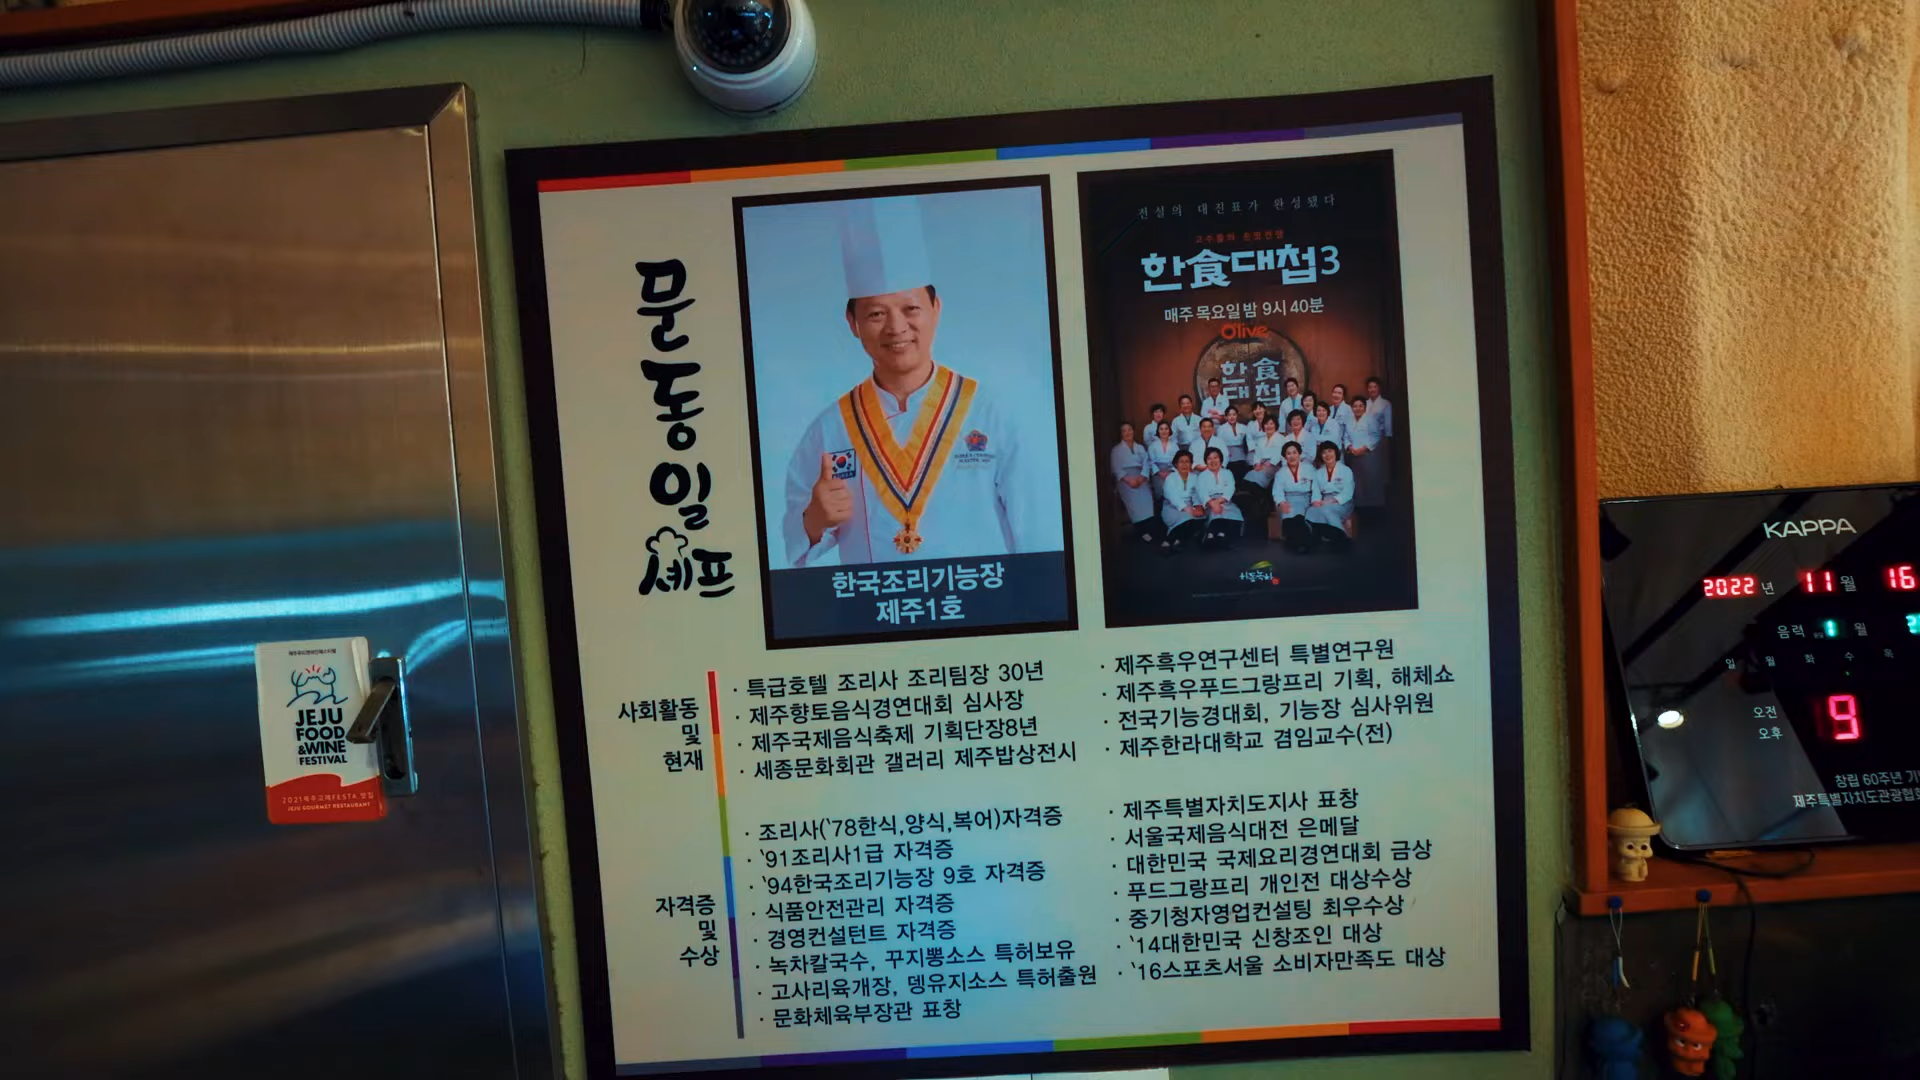 문동일
셰프
한국조리기능장
제주1호
전설의 대진표가 완성됐다
고수들의 손맛전쟁
한食대첩3
매주 목요일 밤 9시 40분
O'live
한食
대첩
사회활동
및
현재
· 특급호텔 조리사 조리팀장 30년
· 제주향토음식경연대회 심사장
· 제주국제음식축제 기획단장8년
· 세종문화회관 갤러리 제주밥상전시
· 제주흑우연구센터 특별연구원
· 제주흑우푸드그랑프리 기획, 해체쇼
· 전국기능경대회, 기능장 심사위원
· 제주한라대학교 겸임교수(전)
자격증
및
수상
· 조리사('78한식,양식,복어)자격증
· '91조리사1급 자격증
· '94한국조리기능장 9호 자격증
· 식품안전관리 자격증
· 경영컨설턴트 자격증
· 녹차칼국수, 꾸지뽕소스 특허보유
· 고사리육개장, 뎅유지소스 특허출원
· 문화체육부장관 표창
· 제주특별자치도지사 표창
· 서울국제음식대전 은메달
· 대한민국 국제요리경연대회 금상
· 푸드그랑프리 개인전 대상수상
· 중기청자영업컨설팅 최우수상
· '14대한민국 신창조인 대상
· '16스포츠서울 소비자만족도 대상
JEJU
FOOD
&WINE
FESTIVAL
JEJU GOURMET RESTAURANT
KAPPA
2022 년 11 월 16
음력 1 월
일 월 화 수 목
오전
오후
9
창립 60주년
제주특별자치도관광협회